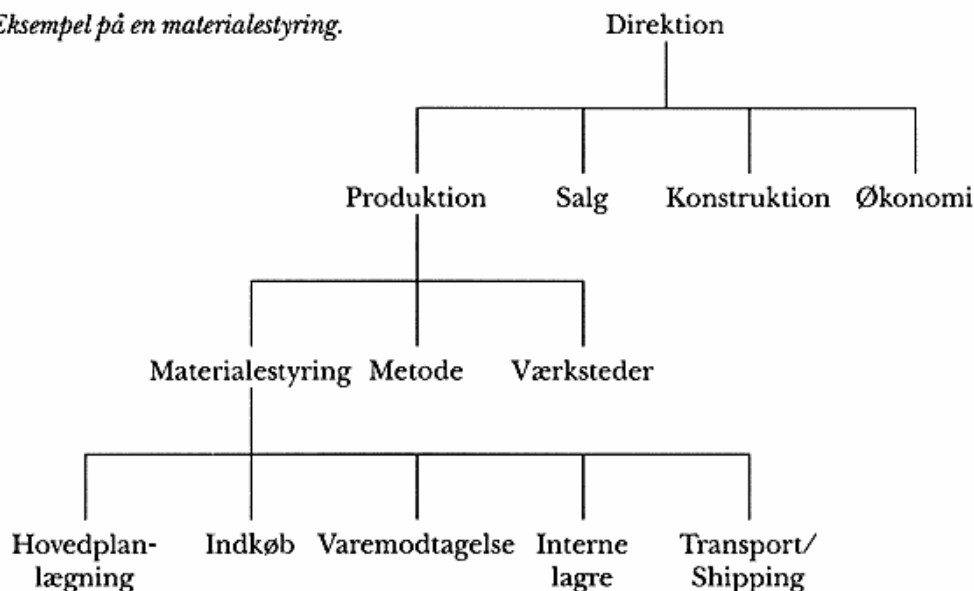 Eksempel på en materialestyring.
Direktion
Produktion Salg Konstruktion Økonomi
Materialestyring Metode Værksteder
Hovedplan- Indkøb Varemodtagelse Interne Transport/
lægning lagre Shipping